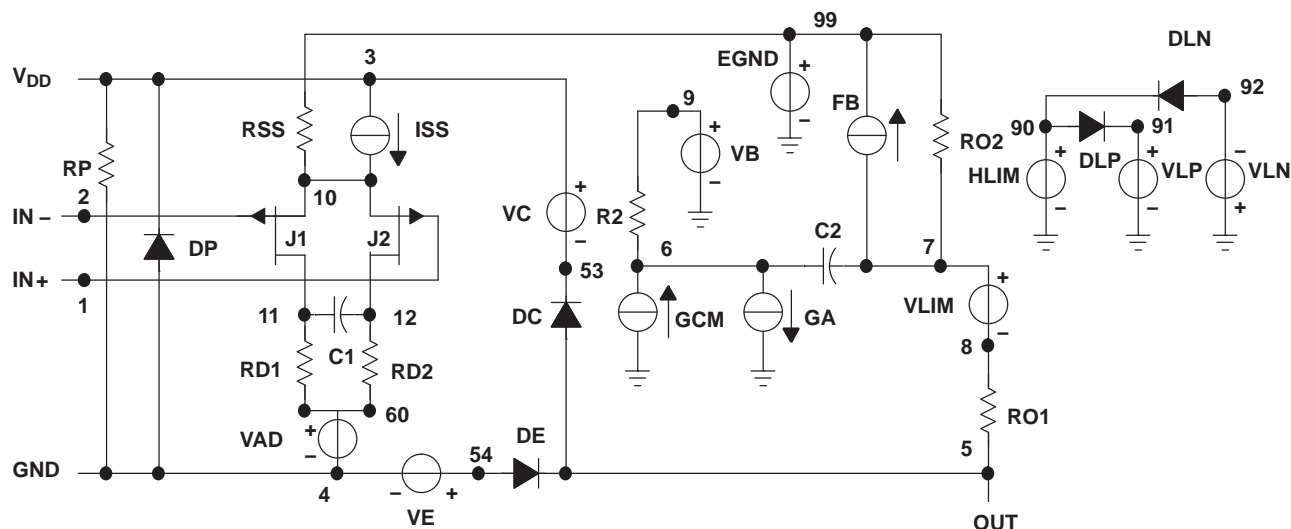 99
DLN
3
V_DD
EGND
+
92
9
+
FB
RSS
ISS
−
90
91
RO2
+
−
RP
VB
DLP
+
+
−
10
−
HLIM
VLP
VLN
2
+
−
−
+
IN −
VC
R2
J1
J2
C2
DP
−
6
7
IN+
53
1
+
GCM
GA
VLIM
11
12
DC
−
C1
8
RD1
RD2
60
RO1
+
VAD
DE
−
54
5
GND
4
−
+
VE
OUT